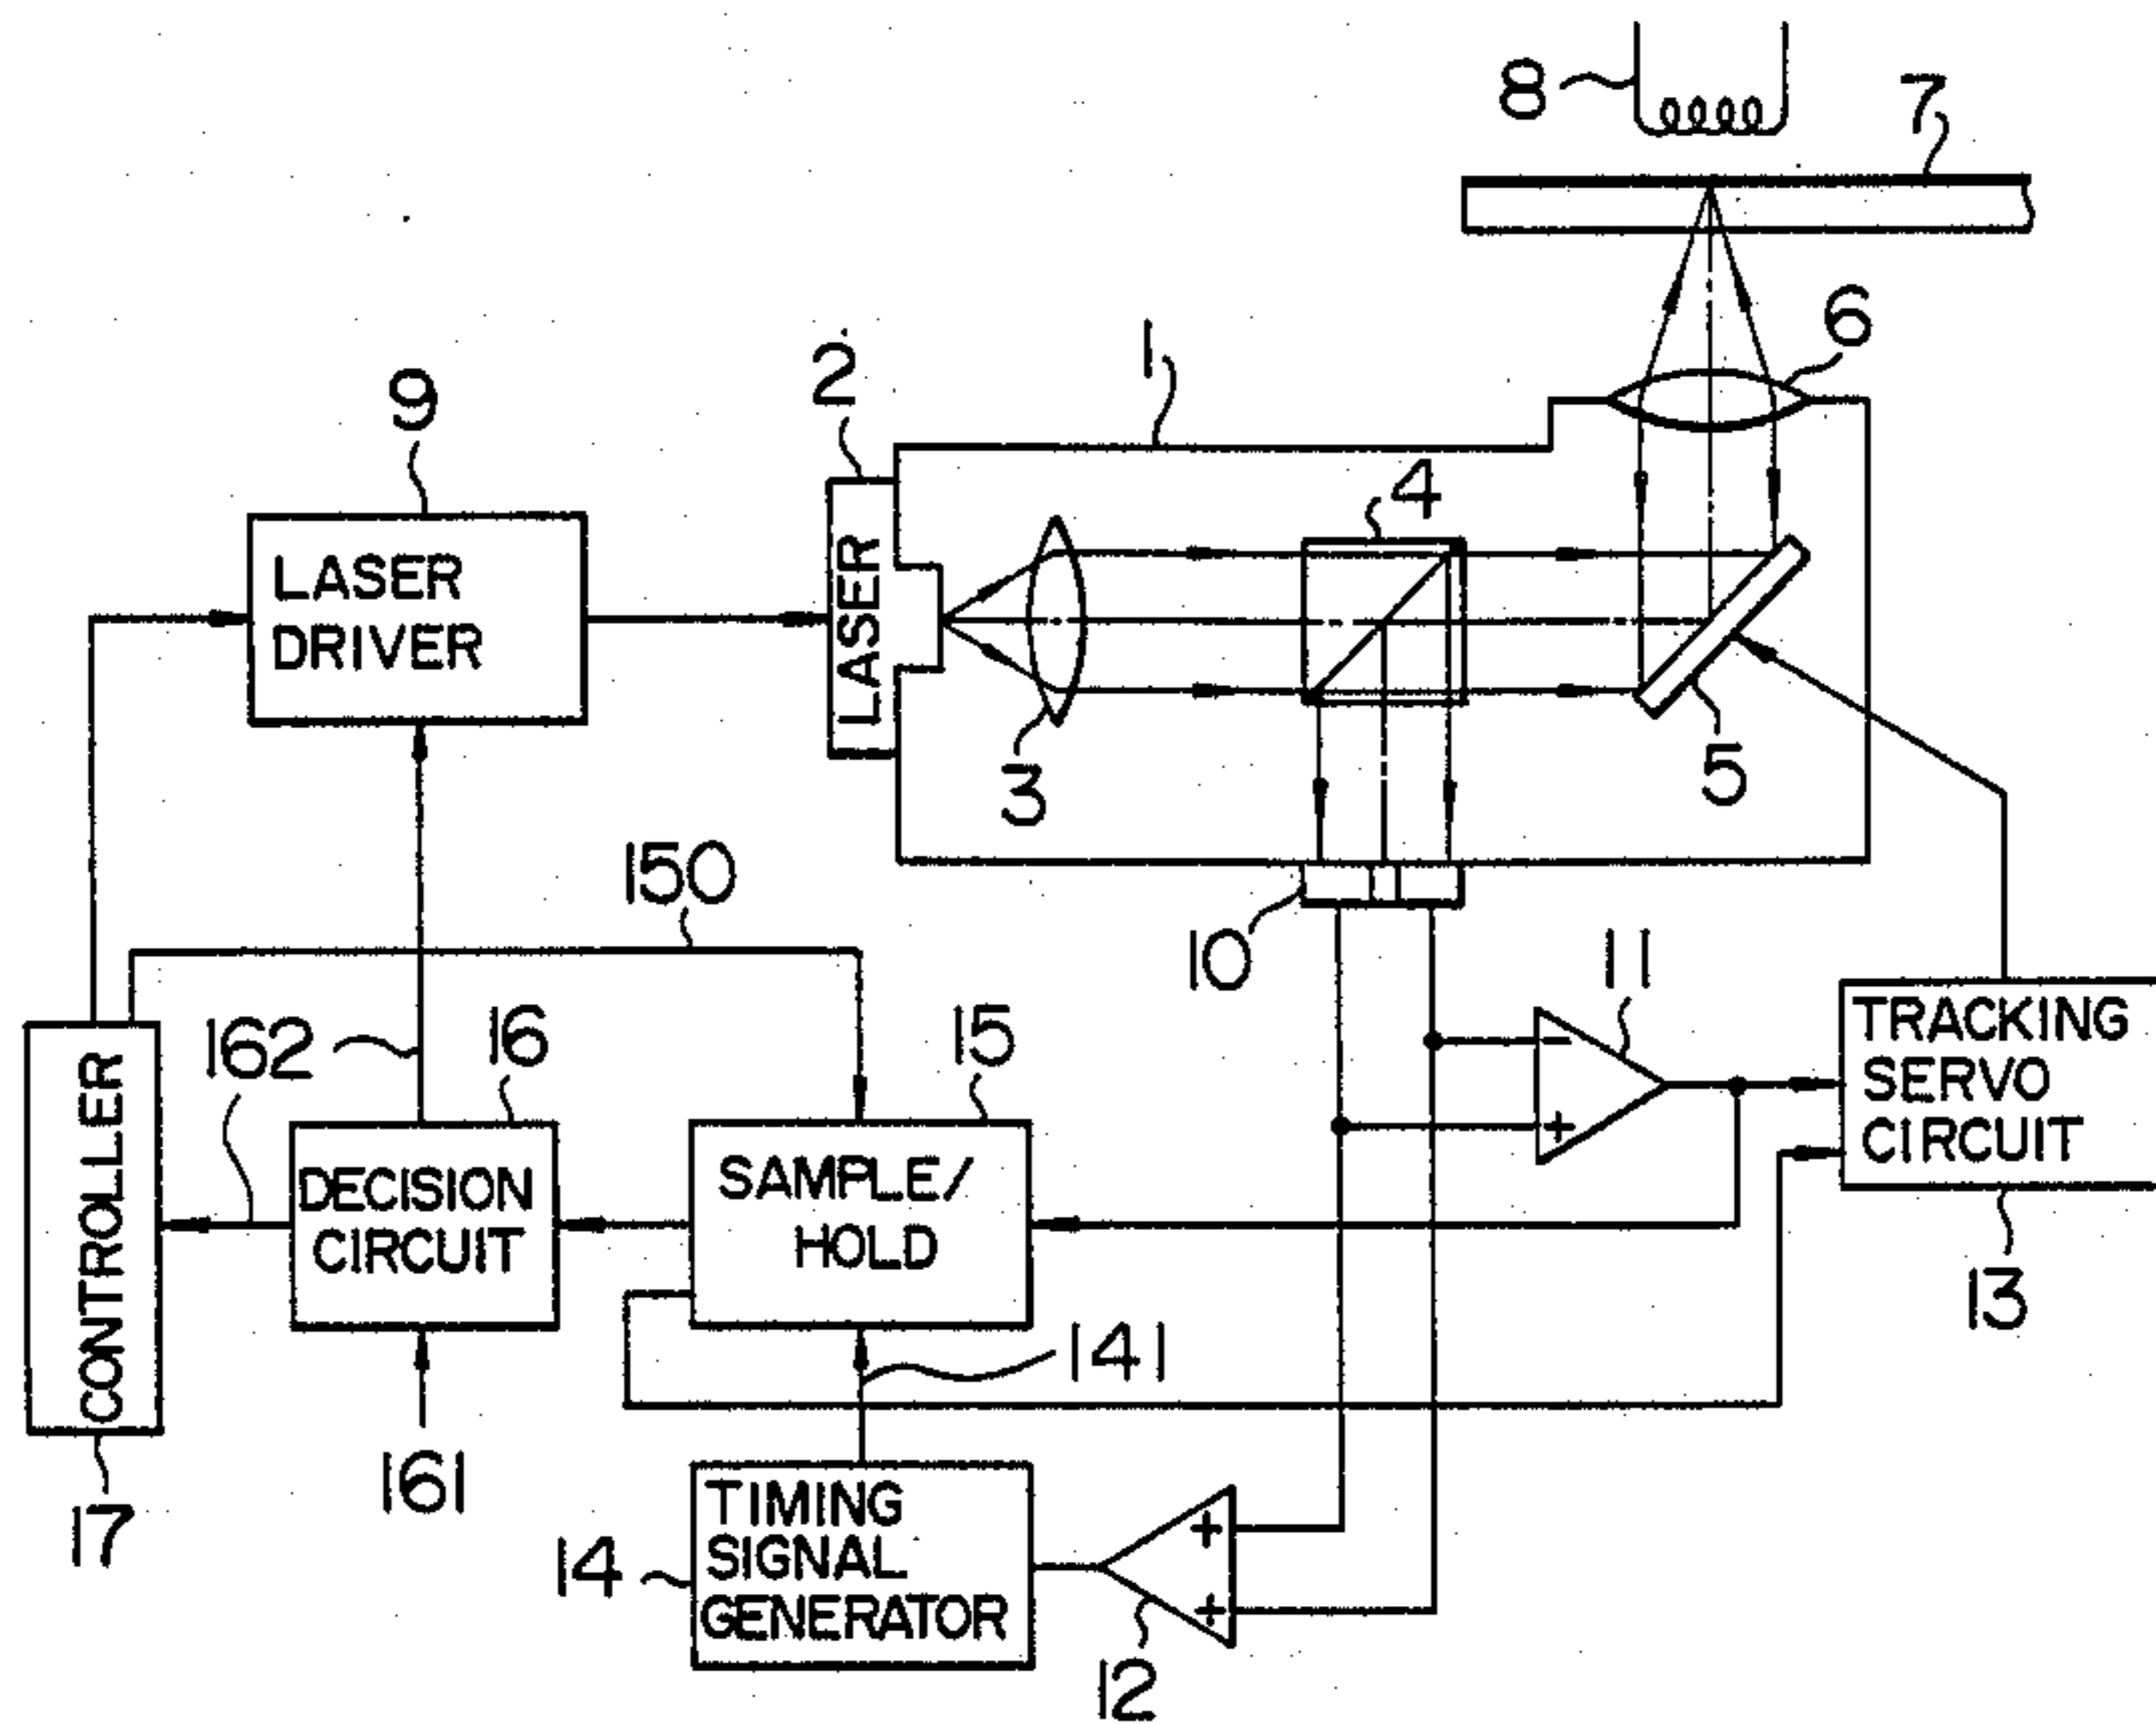 8
7
6
1
2
9
LASER
DRIVER
LASER
4
3
5
150
10
11
162
16
15
TRACKING
SERVO
CIRCUIT
−
+
CONTROLLER
DECISION
CIRCUIT
SAMPLE/
HOLD
13
141
161
17
14
TIMING
SIGNAL
GENERATOR
+
+
12